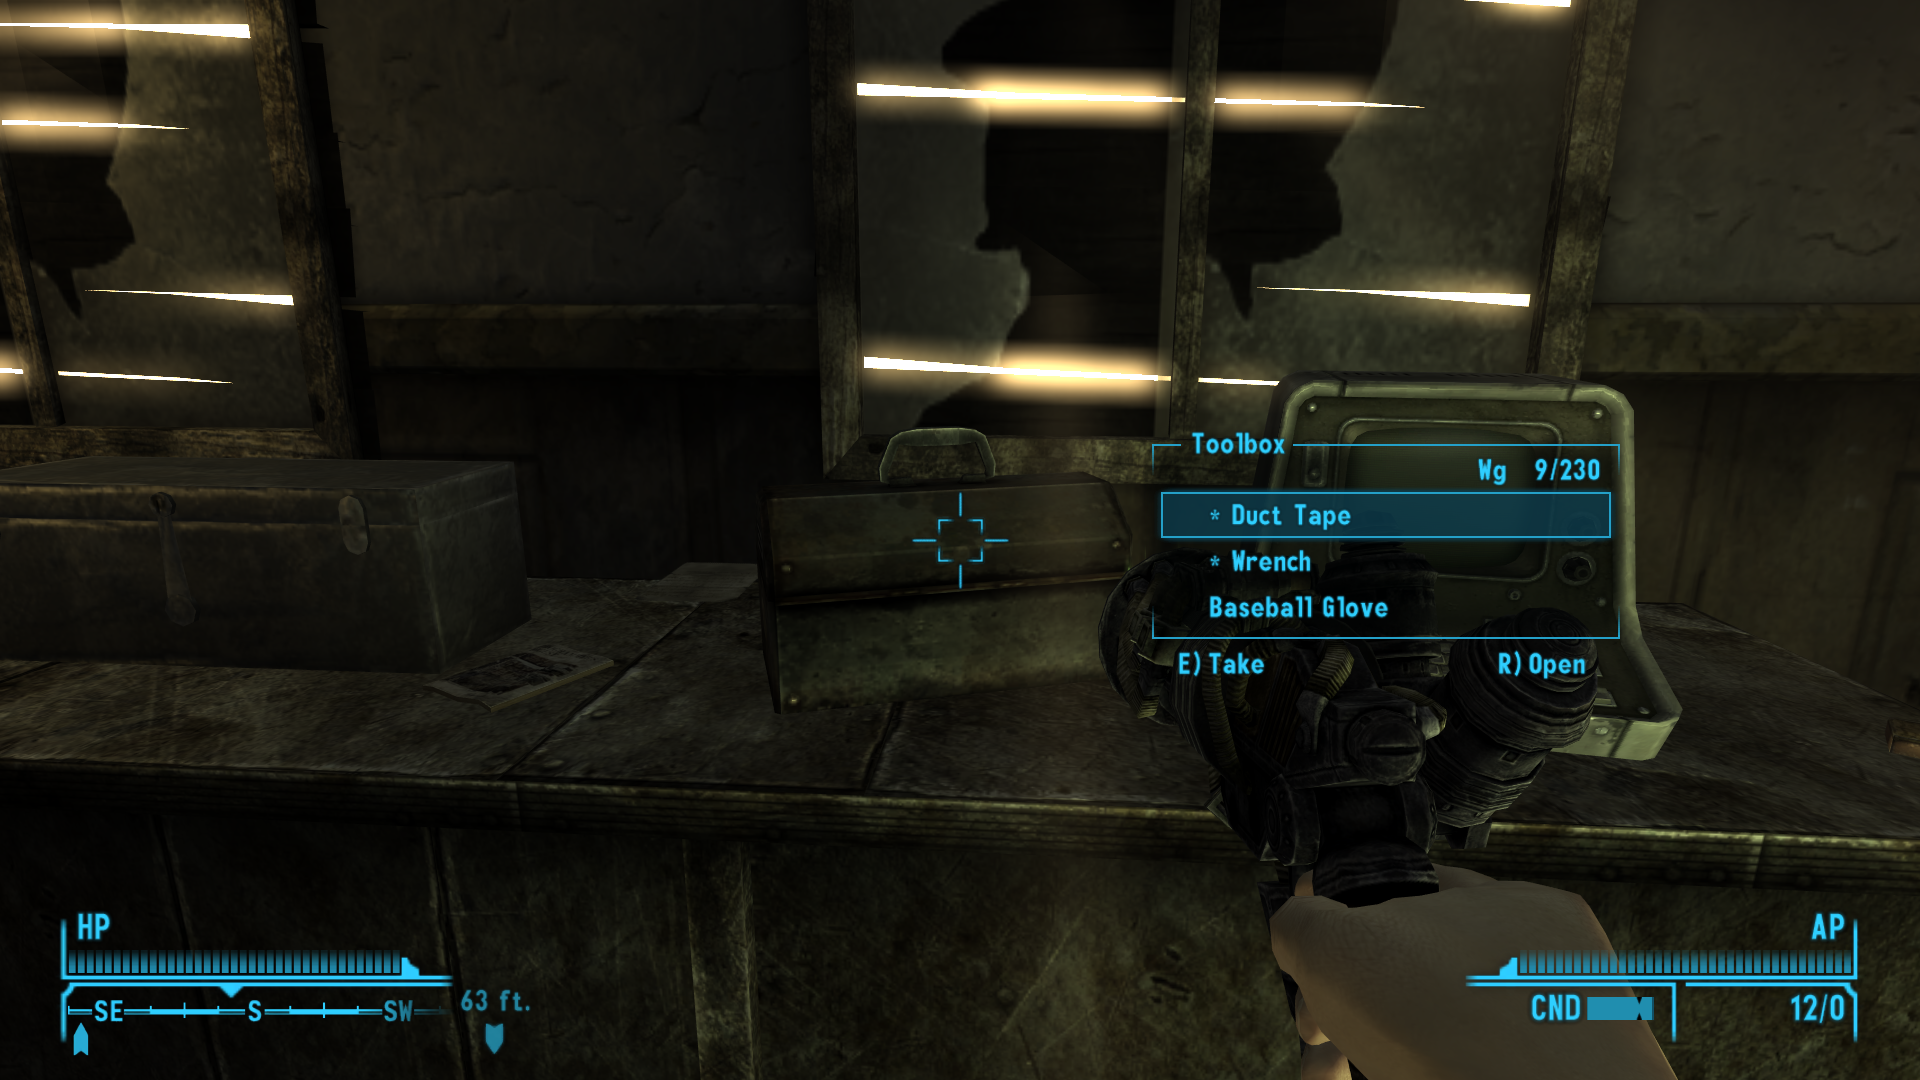 Toolbox
Wg 9/230
* Duct Tape
* Wrench
Baseball Glove
E) Take R) Open
HP
AP
SE S SW 63 ft.
CND 12/0